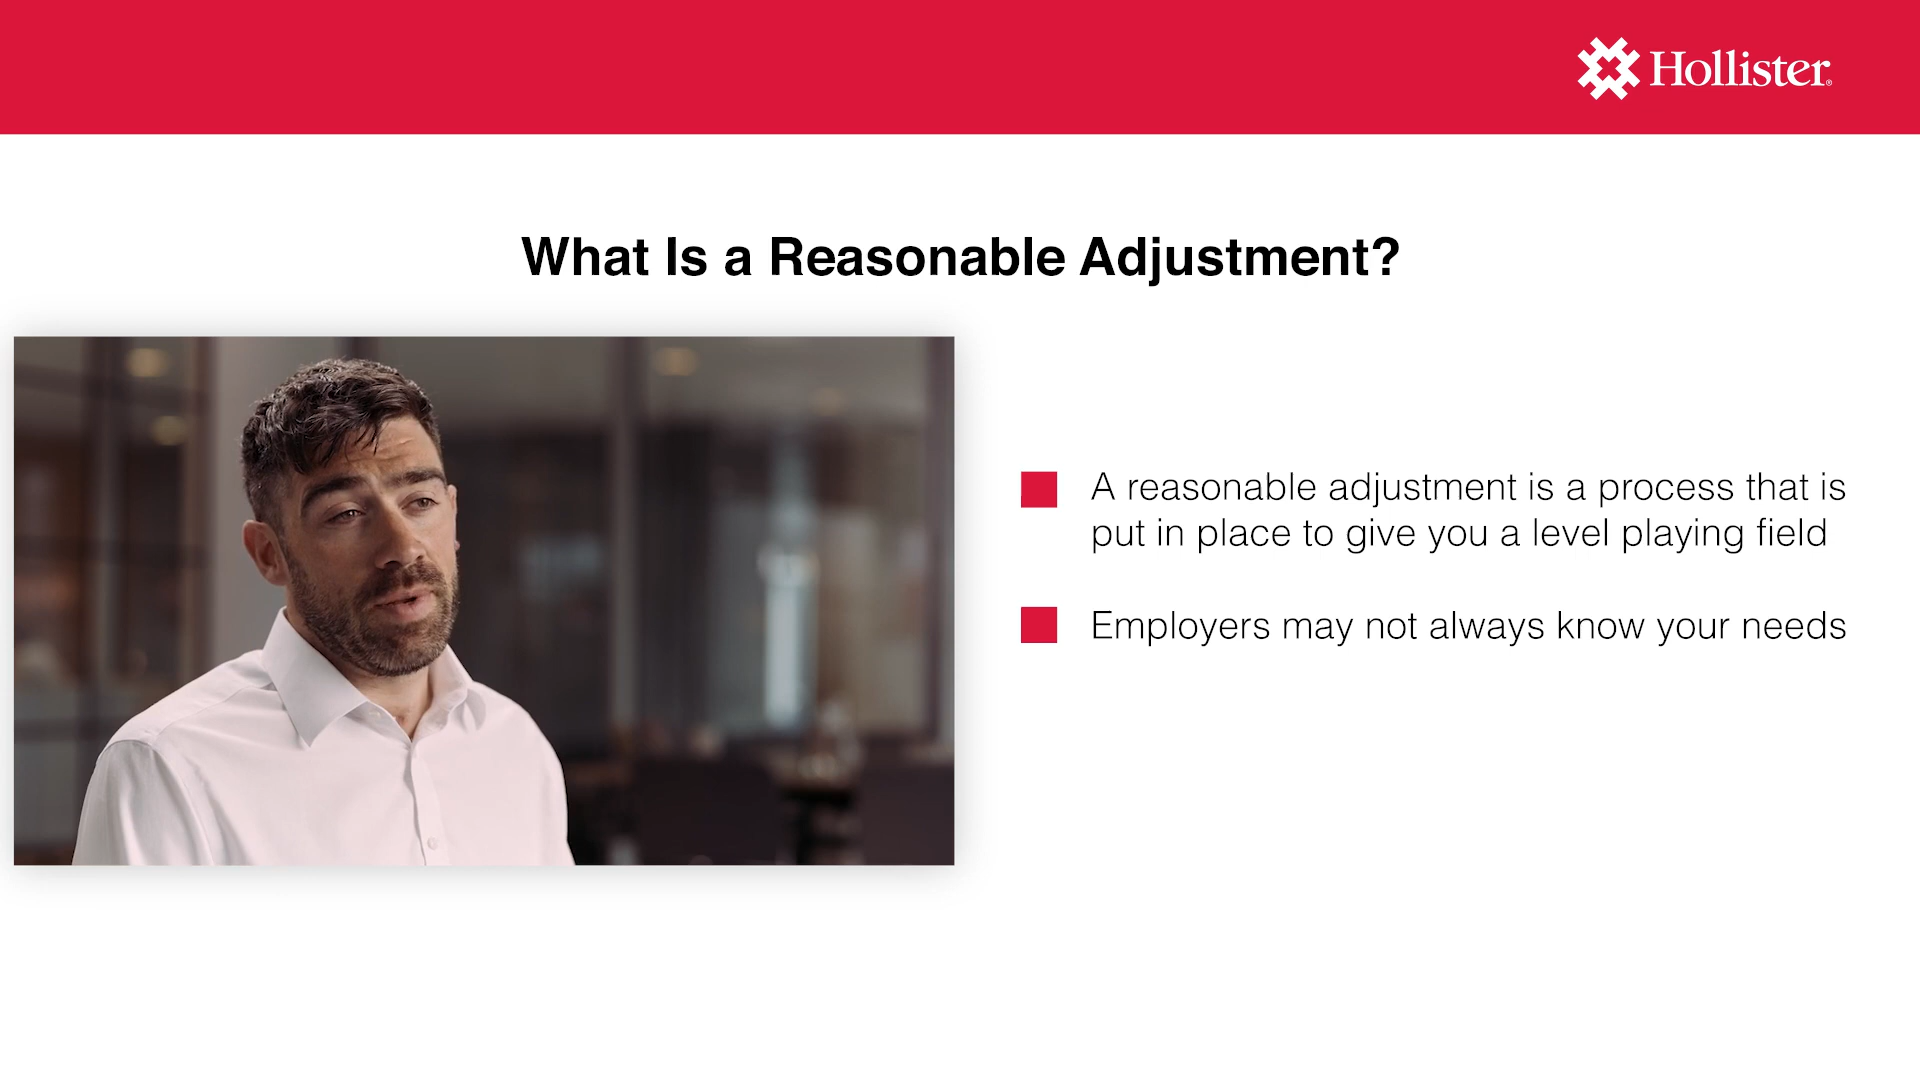 Hollister®
What Is a Reasonable Adjustment?
A reasonable adjustment is a process that is
put in place to give you a level playing field
Employers may not always know your needs